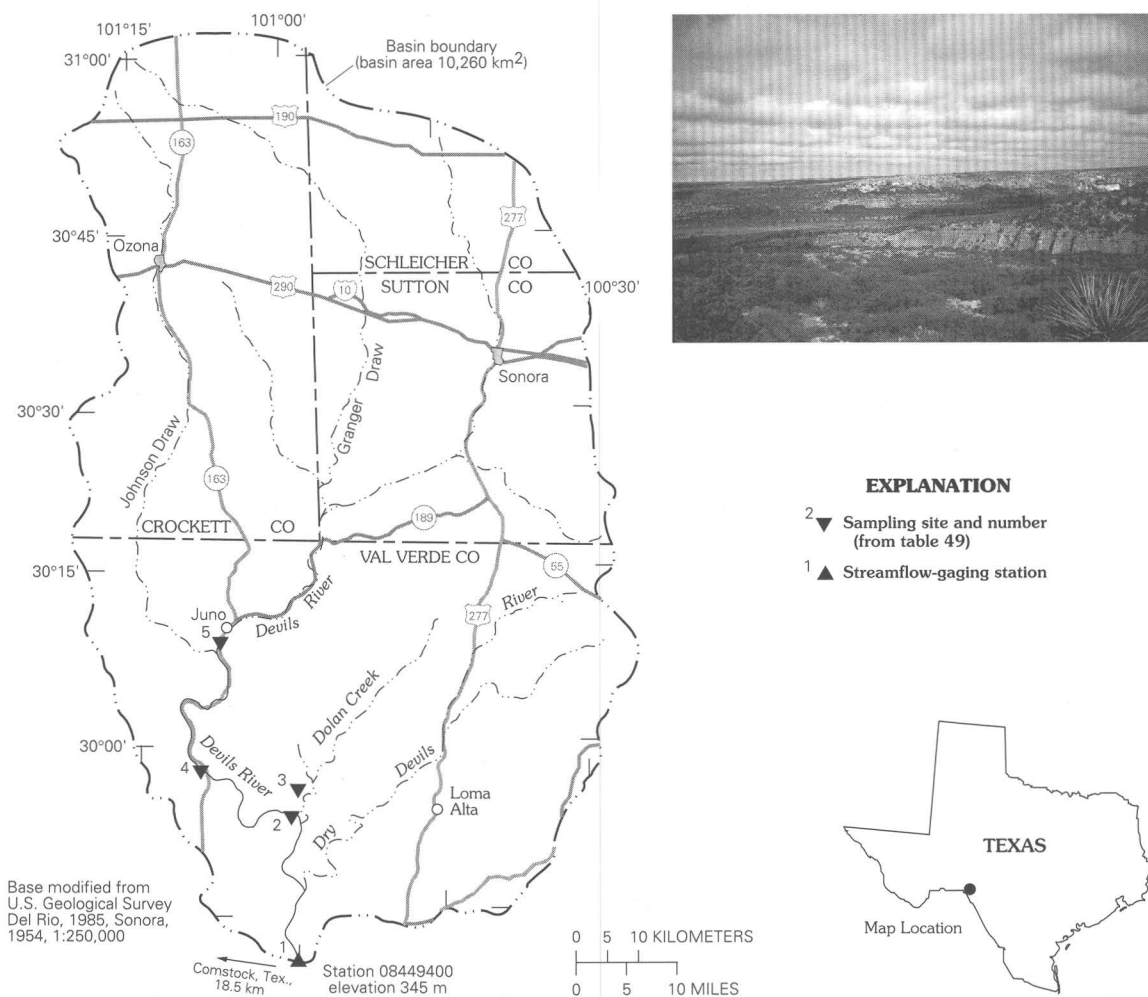 101°15'
101°00'
31°00'
Basin boundary
(basin area 10,260 km²)
190
163
277
30°45'
Ozona
SCHLEICHER CO
SUTTON CO
290
10
100°30'
Sonora
Granger Draw
30°30'
Johnson Draw
163
189
CROCKETT CO
VAL VERDE CO
55
30°15'
Juno
5
Devils River
277
River
Dolan Creek
30°00'
Devils River
4
3
2
Devils
Dry
Loma
Alta
Base modified from
U.S. Geological Survey
Del Rio, 1985, Sonora,
1954, 1:250,000
1
Comstock, Tex.,
18.5 km
Station 08449400
elevation 345 m
0 5 10 KILOMETERS
0 5 10 MILES
EXPLANATION
2 Sampling site and number
(from table 49)
1 Streamflow-gaging station
TEXAS
Map Location